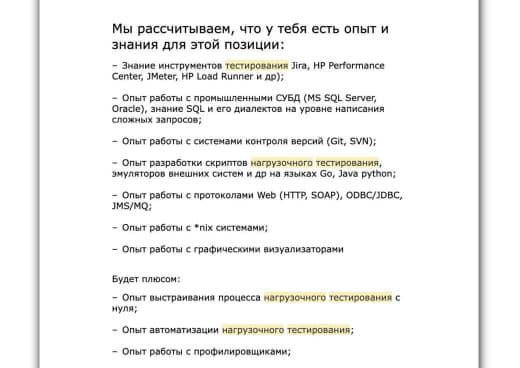 Мы рассчитываем, что у тебя есть опыт и
знания для этой позиции:
– Знание инструментов тестирования Jira, HP Performance
Center, JMeter, HP Load Runner и др);
– Опыт работы с промышленными СУБД (MS SQL Server,
Oracle), знание SQL и его диалектов на уровне написания
сложных запросов;
– Опыт работы с системами контроля версий (Git, SVN);
– Опыт разработки скриптов нагрузочного тестирования,
эмуляторов внешних систем и др на языках Go, Java python;
– Опыт работы с протоколами Web (HTTP, SOAP), ODBC/JDBC,
JMS/MQ;
– Опыт работы с *nix системами;
– Опыт работы с графическими визуализаторами
Будет плюсом:
– Опыт выстраивания процесса нагрузочного тестирования с
нуля;
– Опыт автоматизации нагрузочного тестирования;
– Опыт работы с профилировщиками;